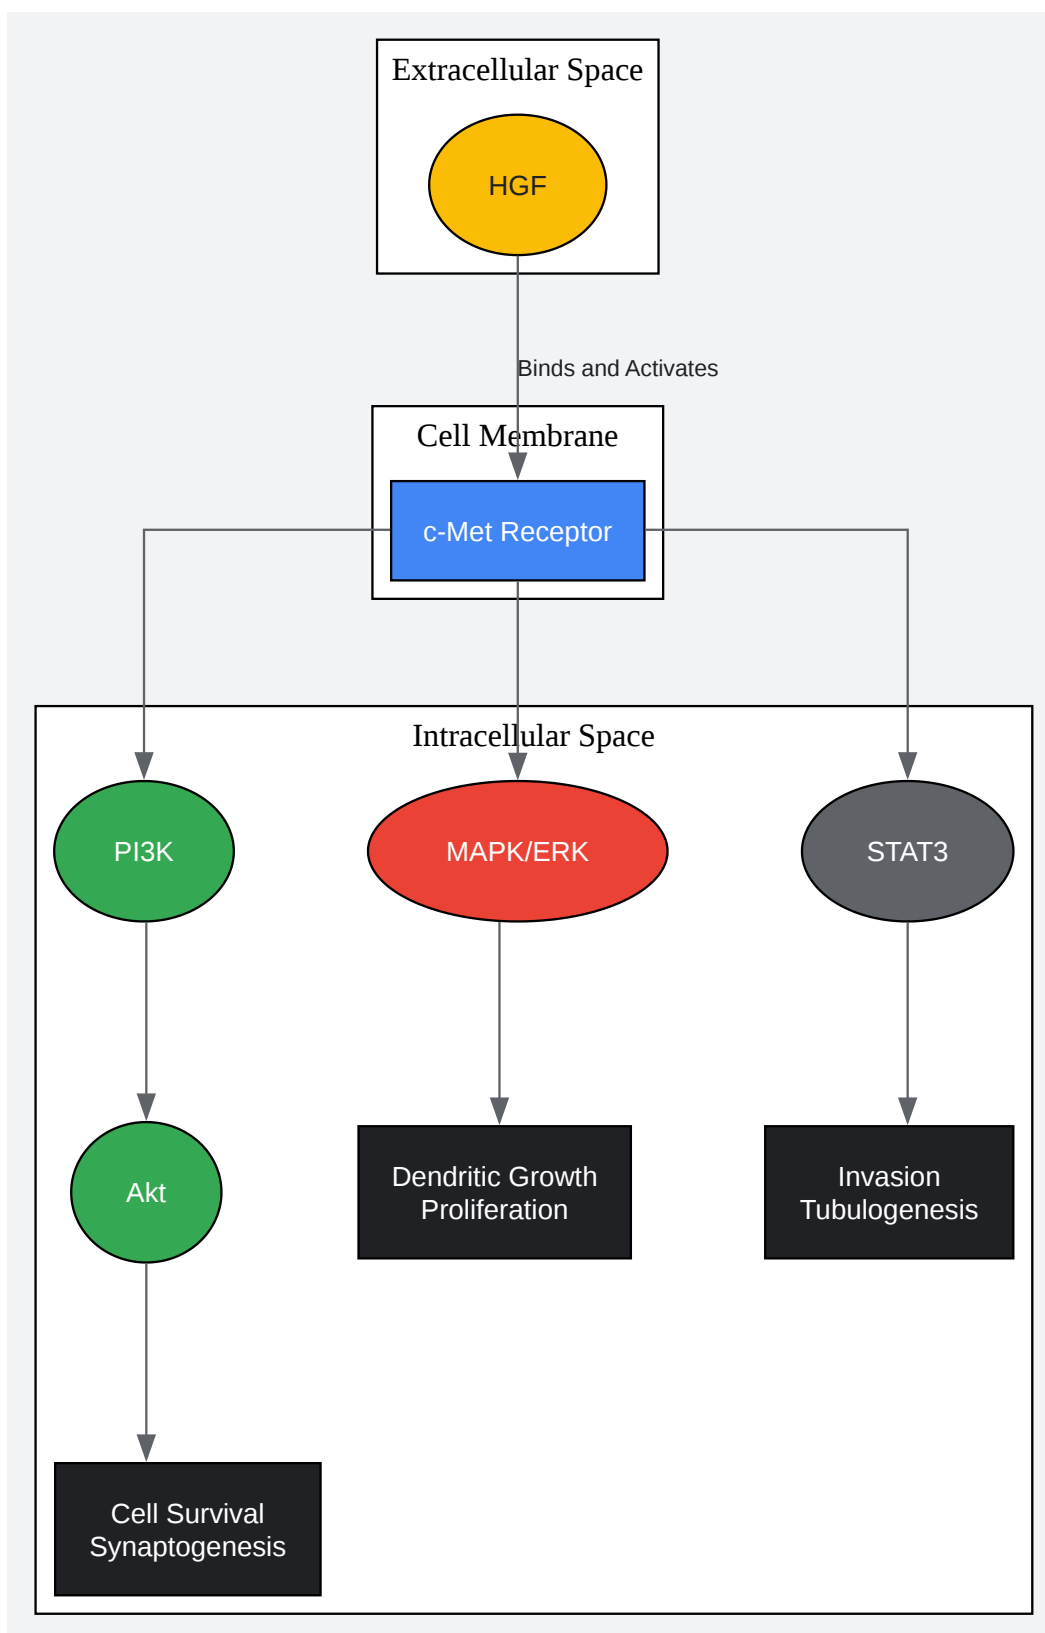 Extracellular Space
HGF
Binds and Activates
Cell Membrane
c-Met Receptor
Intracellular Space
PI3K
MAPK/ERK
STAT3
Akt
Dendritic Growth
Proliferation
Invasion
Tubulogenesis
Cell Survival
Synaptogenesis